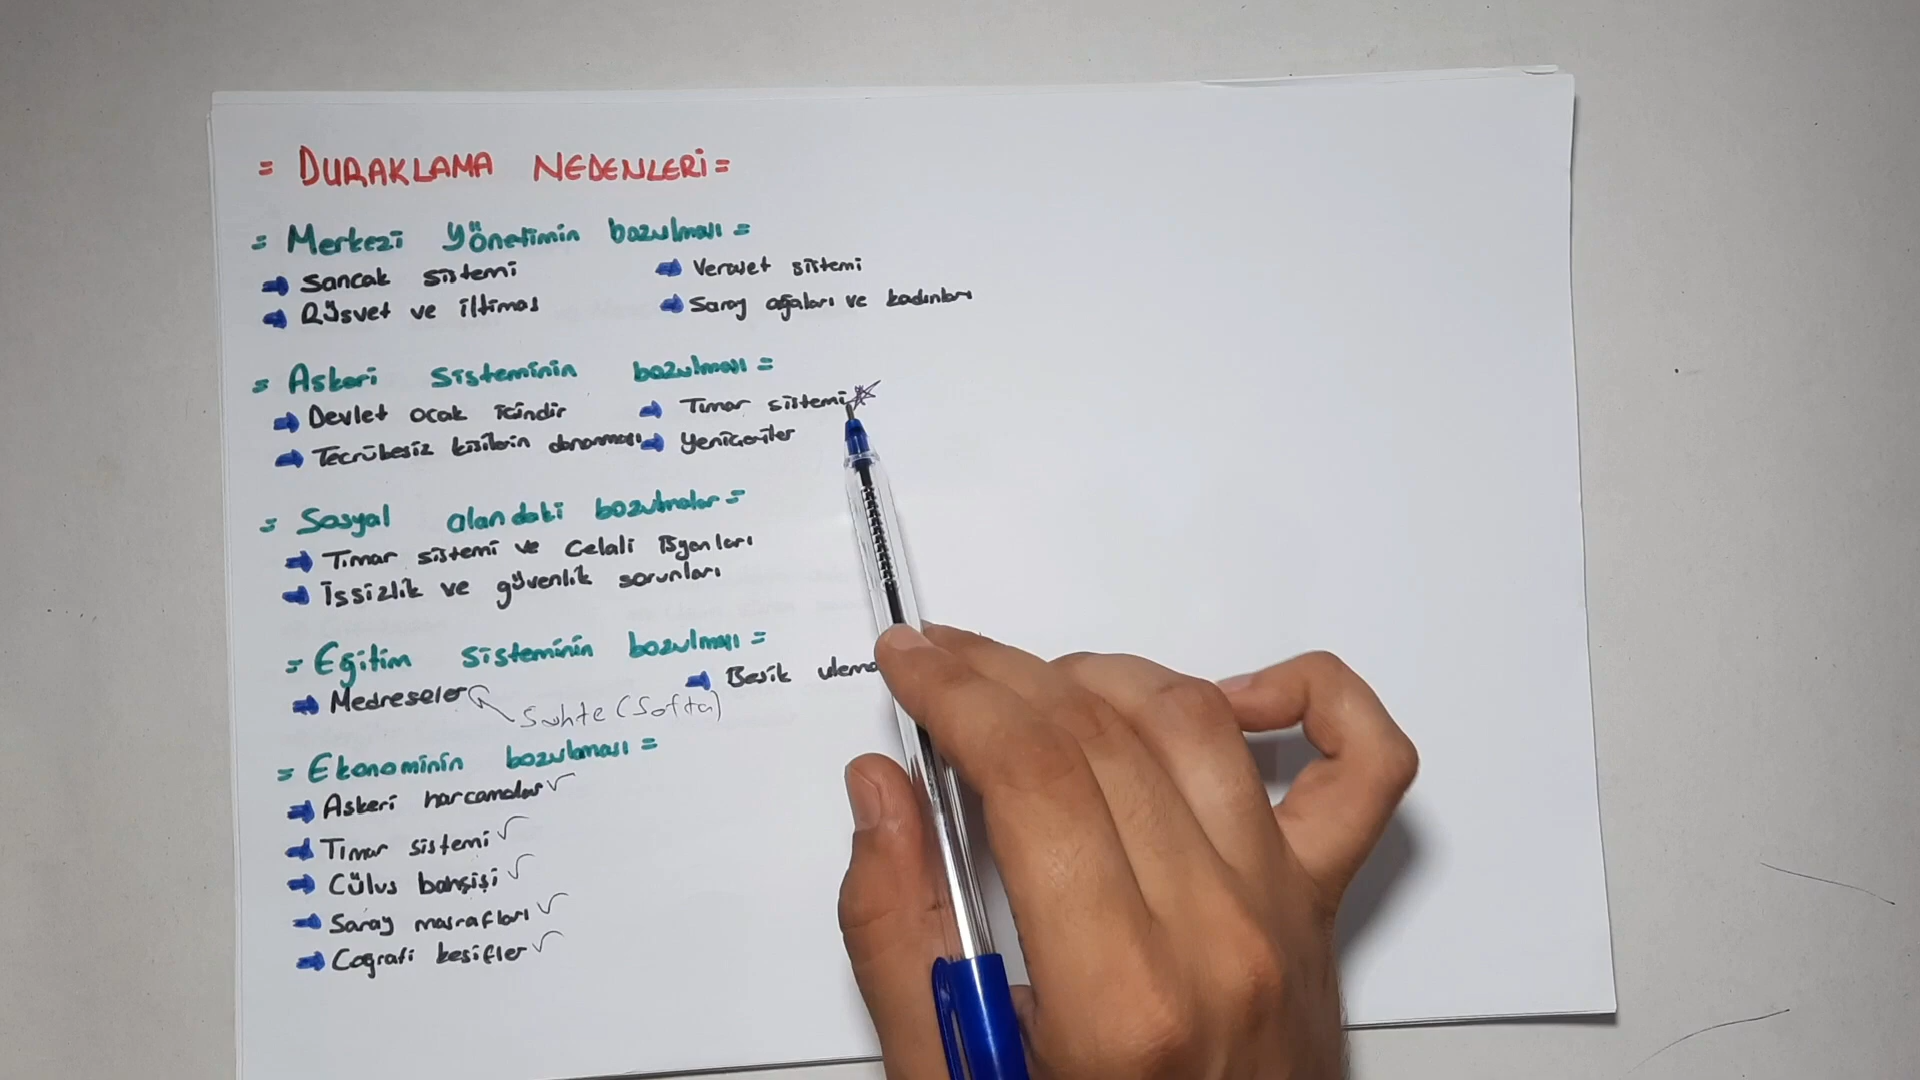 = DURAKLAMA NEDENLERİ =
= Merkezi Yönetimin bozulması =
Sancak sistemi
Veraset sistemi
Rüşvet ve iltimas
Saray ağaları ve kadınları
= Askeri sisteminin bozulması =
Devlet ocak içindir
Tımar sistemi
Tecrübesiz kişilerin donanması
Yeniçeriler
= Sosyal alandaki bozulmalar =
Tımar sistemi ve Celali İsyanları
İşsizlik ve güvenlik sorunları
= Eğitim sisteminin bozulması =
Medreseler
Beşik ulema
Suhte (Softa)
= Ekonominin bozulması =
Askeri harcamalar
Tımar sistemi
Cülus bahşişi
Saray masrafları
Coğrafi keşifler